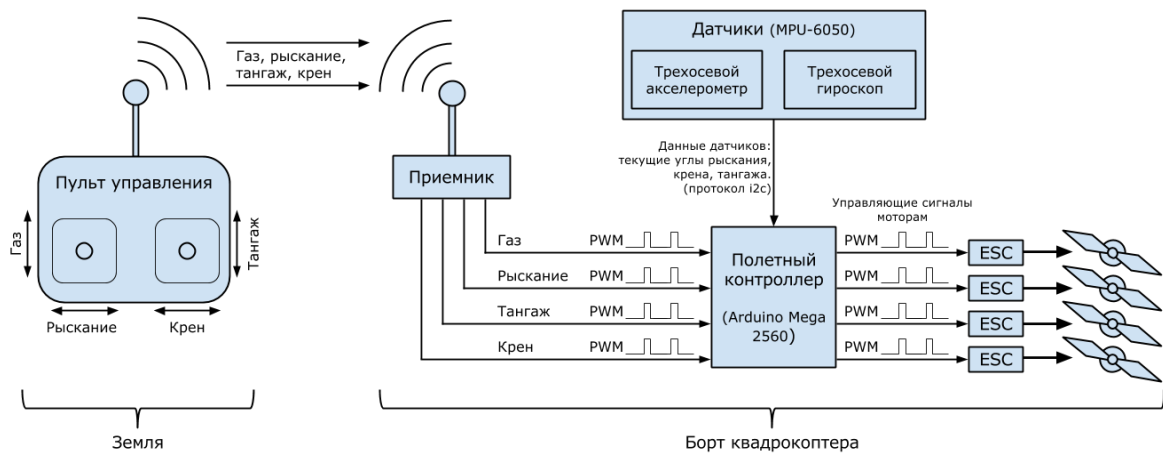 Газ, рыскание,
тангаж, крен
Датчики (MPU-6050)
Трехосевой
акселерометр
Трехосевой
гироскоп
Данные датчиков:
текущие углы рыскания,
крена, тангажа.
(протокол i2c)
Пульт управления
Газ
Тангаж
Рыскание
Крен
Приемник
Газ
PWM
Рыскание
PWM
Тангаж
PWM
Крен
PWM
Полетный
контроллер
(Arduino Mega
2560)
Управляющие сигналы
моторам
PWM
ESC
PWM
ESC
PWM
ESC
PWM
ESC
Земля
Борт квадрокоптера